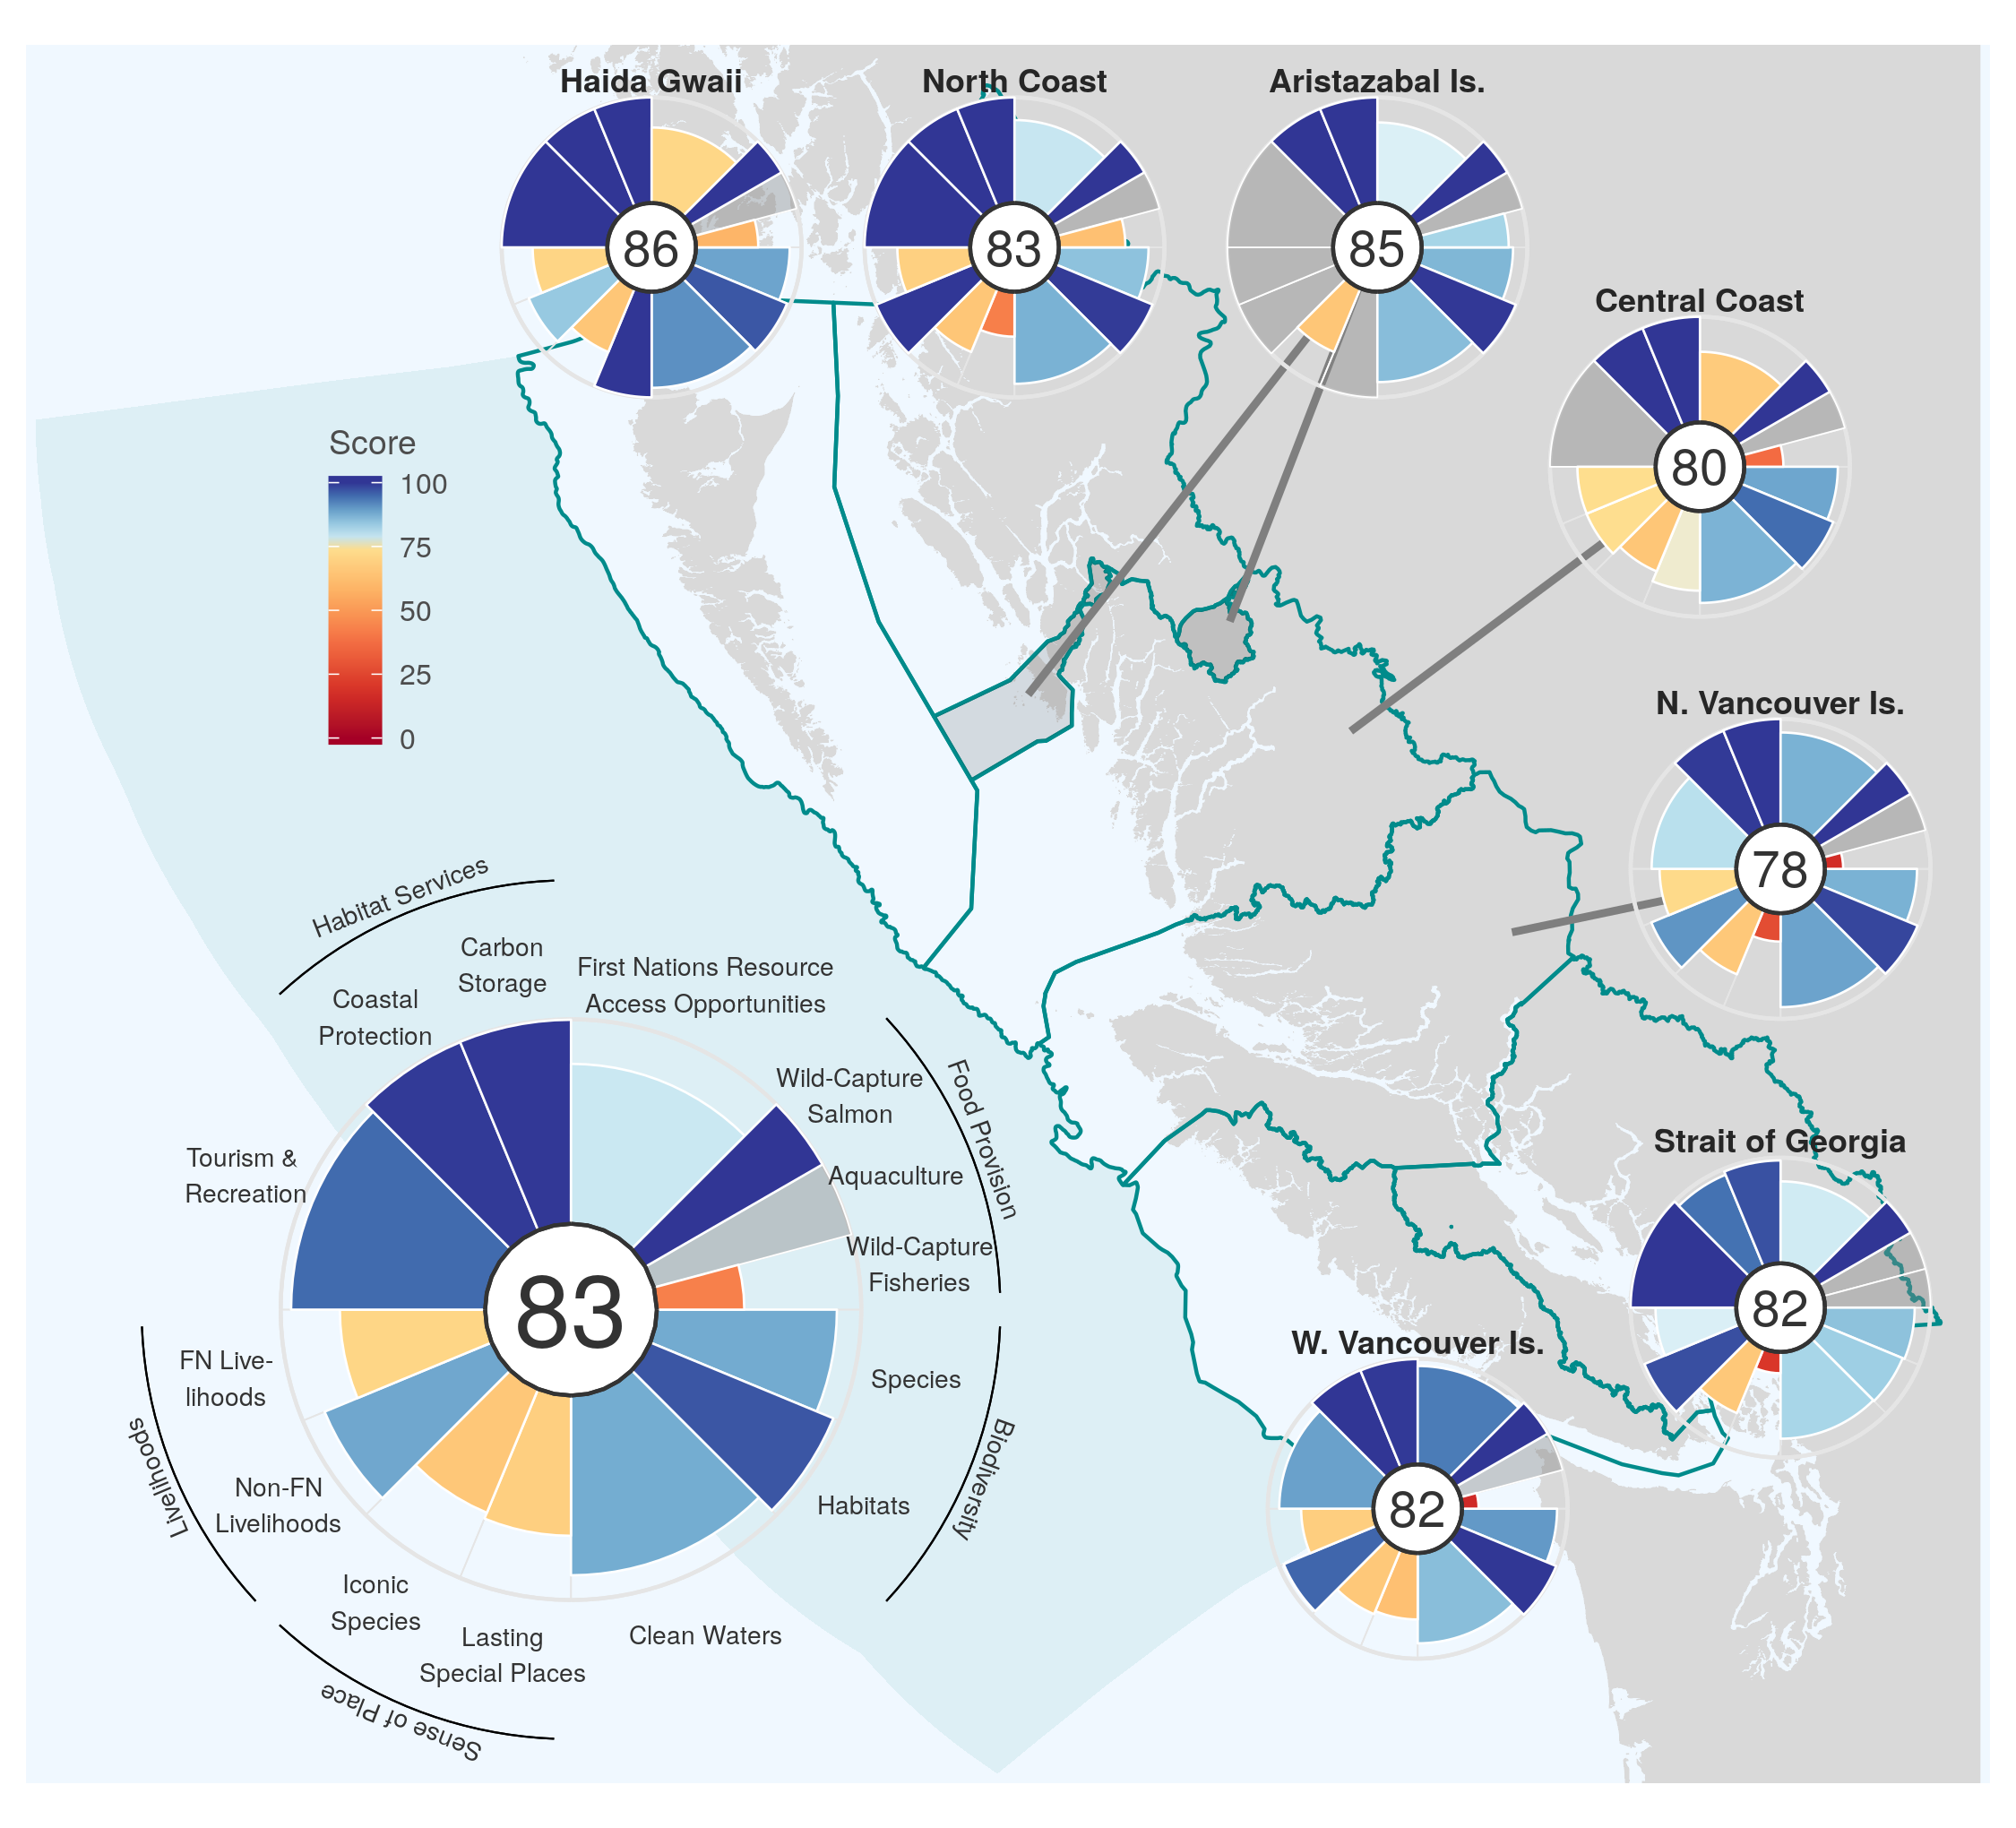 Haida Gwaii
North Coast
Aristazabal Is.
86
83
85
Central Coast
80
Score
100
75
50
25
0
N. Vancouver Is.
78
Habitat Services
Carbon
Storage
First Nations Resource
Access Opportunities
Coastal
Protection
Wild-Capture
Salmon
Food Provision
Tourism &
Recreation
Aquaculture
Wild-Capture
Fisheries
83
Strait of Georgia
82
W. Vancouver Is.
82
FN Live-
lihoods
Species
Livelihoods
Non-FN
Livelihoods
Habitats
Biodiversity
Iconic
Species
Lasting
Special Places
Clean Waters
Sense of Place